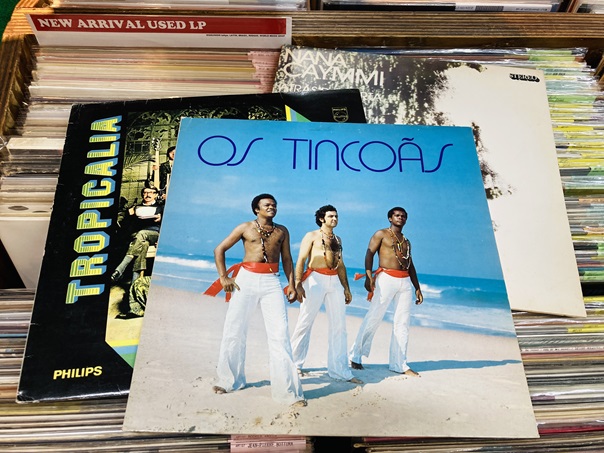 NEW ARRIVAL USED LP
NANA
CAYMMI
STEREO
TROPICALIA
OS TINCOÃS
PHILIPS